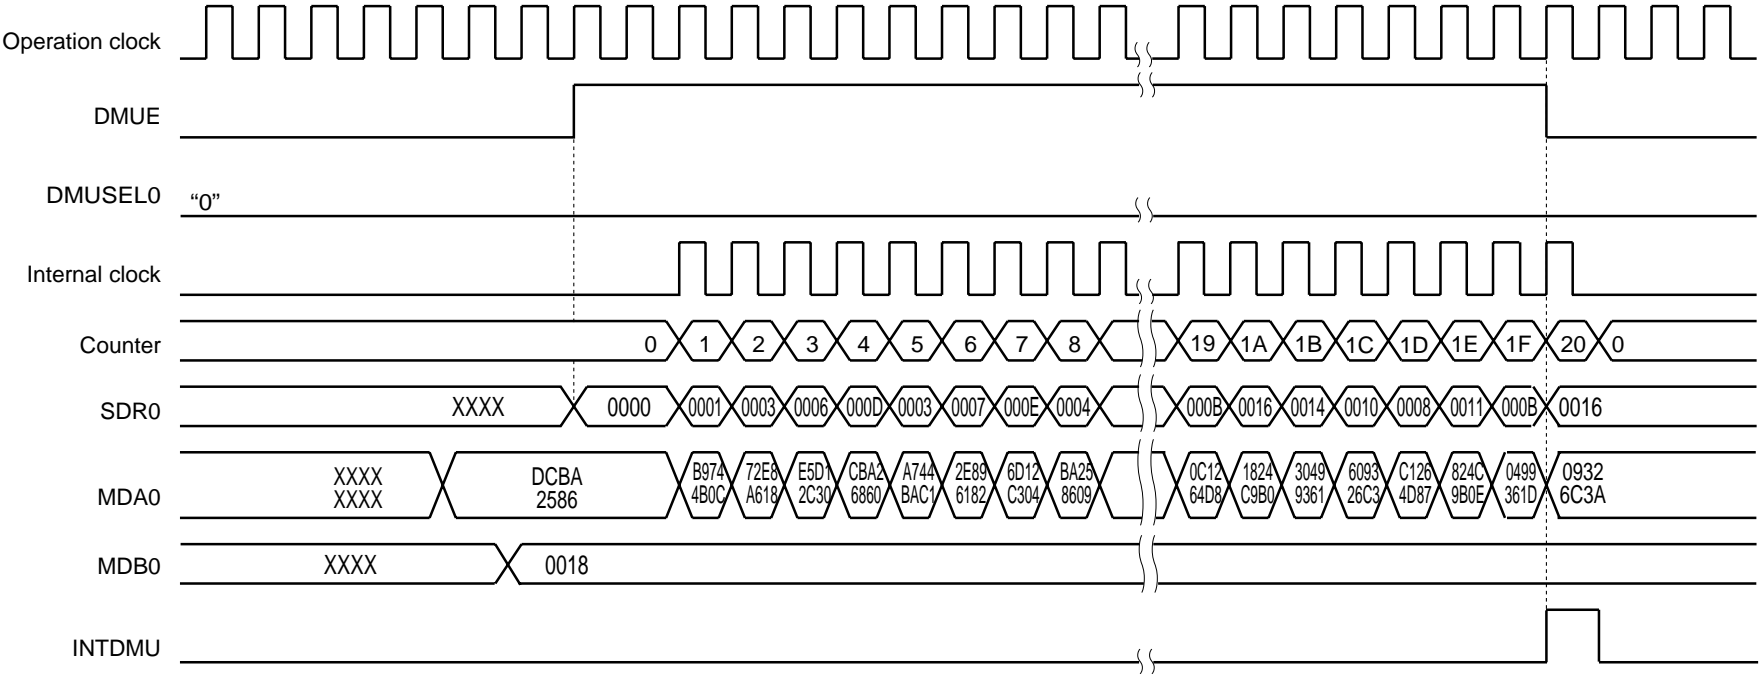 Operation clock
DMUE
DMUSEL0 “0”
Internal clock
Counter 0 1 2 3 4 5 6 7 8 19 1A 1B 1C 1D 1E 1F 20 0
SDR0 XXXX 0000 0001 0003 0006 000D 0003 0007 000E 0004 000B 0016 0014 0010 0008 0011 000B 0016
XXXX DCBA B974 72E8 E5D1 CBA2 A744 2E89 6D12 BA25 0C12 1824 3049 6093 C126 824C 0499 0932
MDA0 XXXX 2586 4B0C A618 2C30 6860 BAC1 6182 C304 8609 64D8 C9B0 9361 26C3 4D87 9B0E 361D 6C3A
MDB0 XXXX 0018
INTDMU